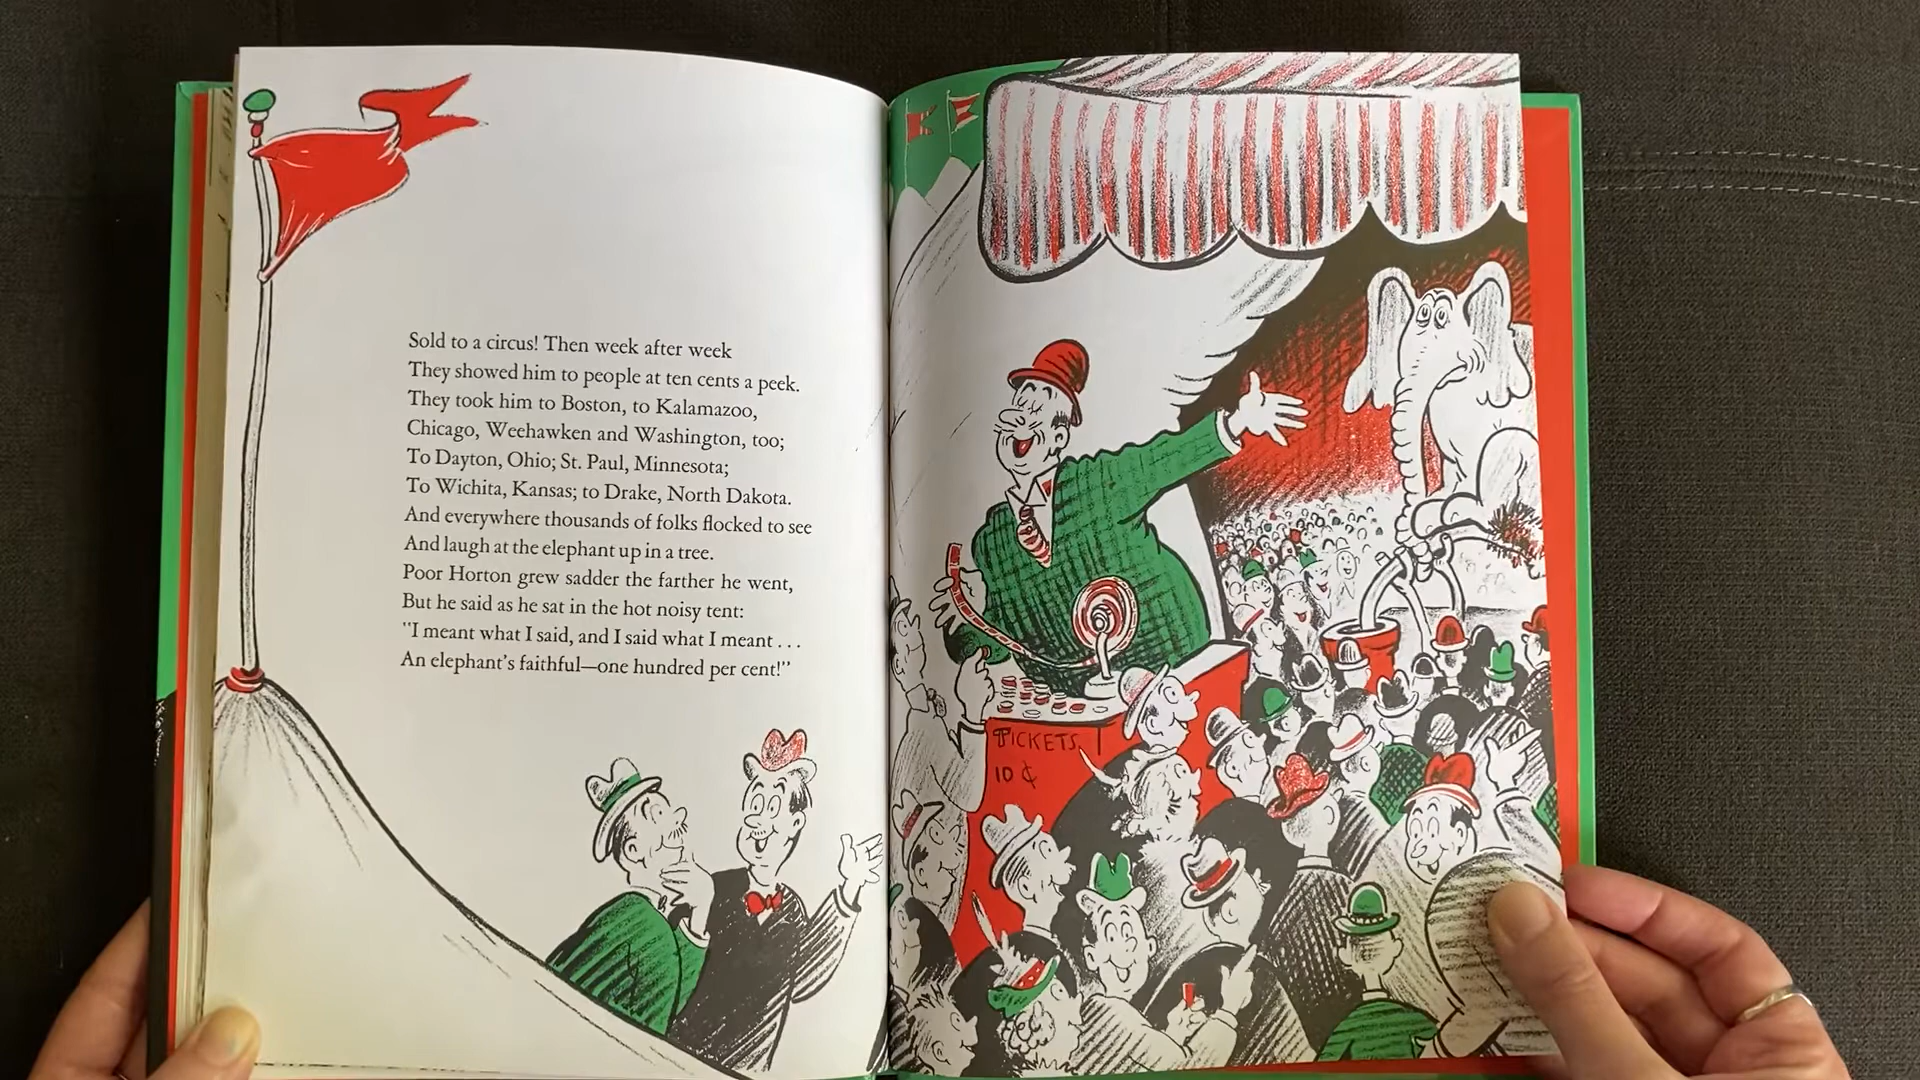 Sold to a circus! Then week after week
They showed him to people at ten cents a peek.
They took him to Boston, to Kalamazoo,
Chicago, Weehawken and Washington, too;
To Dayton, Ohio; St. Paul, Minnesota;
To Wichita, Kansas; to Drake, North Dakota.
And everywhere thousands of folks flocked to see
And laugh at the elephant up in a tree.
Poor Horton grew sadder the farther he went,
But he said as he sat in the hot noisy tent:
"I meant what I said, and I said what I meant . . .
An elephant's faithful—one hundred per cent!"
TICKETS
10 ¢